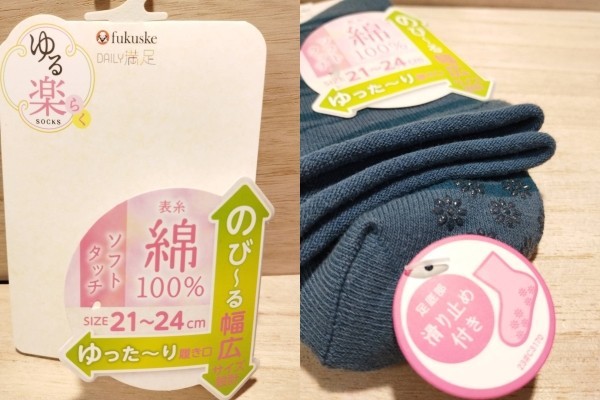 ゆる
楽らく
SOCKS
fukuske
DAILY満足
表糸
綿
100%
ソフト
タッチ
SIZE 21～24cm
のび～る
幅広
ゆった～り 履き口
綿
100%
21～24cm
ゆった～り
のび
足底部
滑り止め
付き